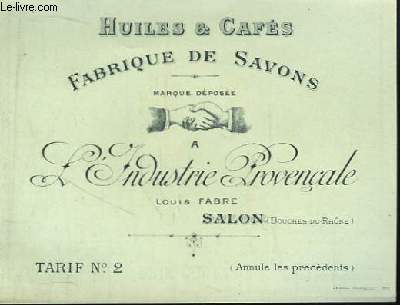 Le-livre.com
HUILES & CAFÉS
FABRIQUE DE SAVONS
MARQUE DÉPOSÉE
A
L'Industrie Provençale
LOUIS FABRE
SALON (BOUCHES-DU-RHÔNE)
TARIF No 2
(Annule les précédents)